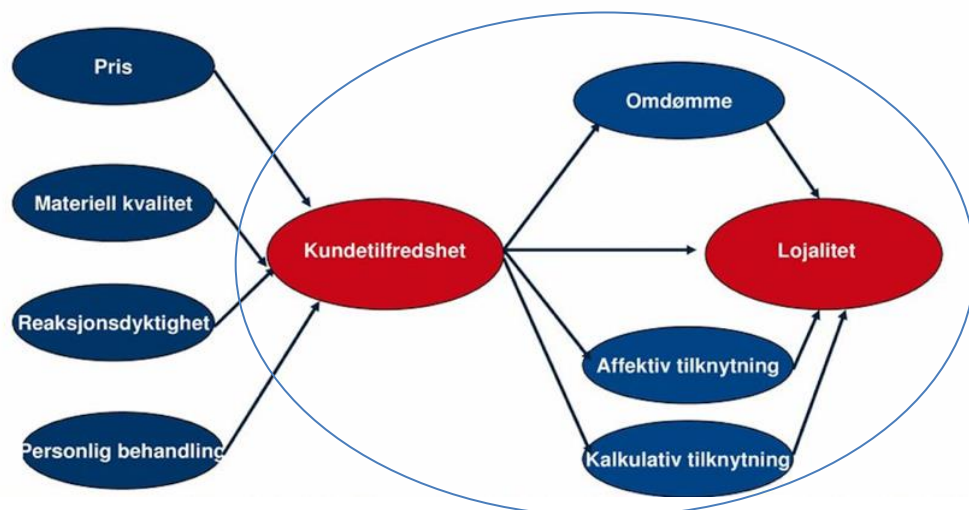 Pris
Materiell kvalitet
Reaksjonsdyktighet
Personlig behandling
Kundetilfredshet
Omdømme
Lojalitet
Affektiv tilknytning
Kalkulativ tilknytning